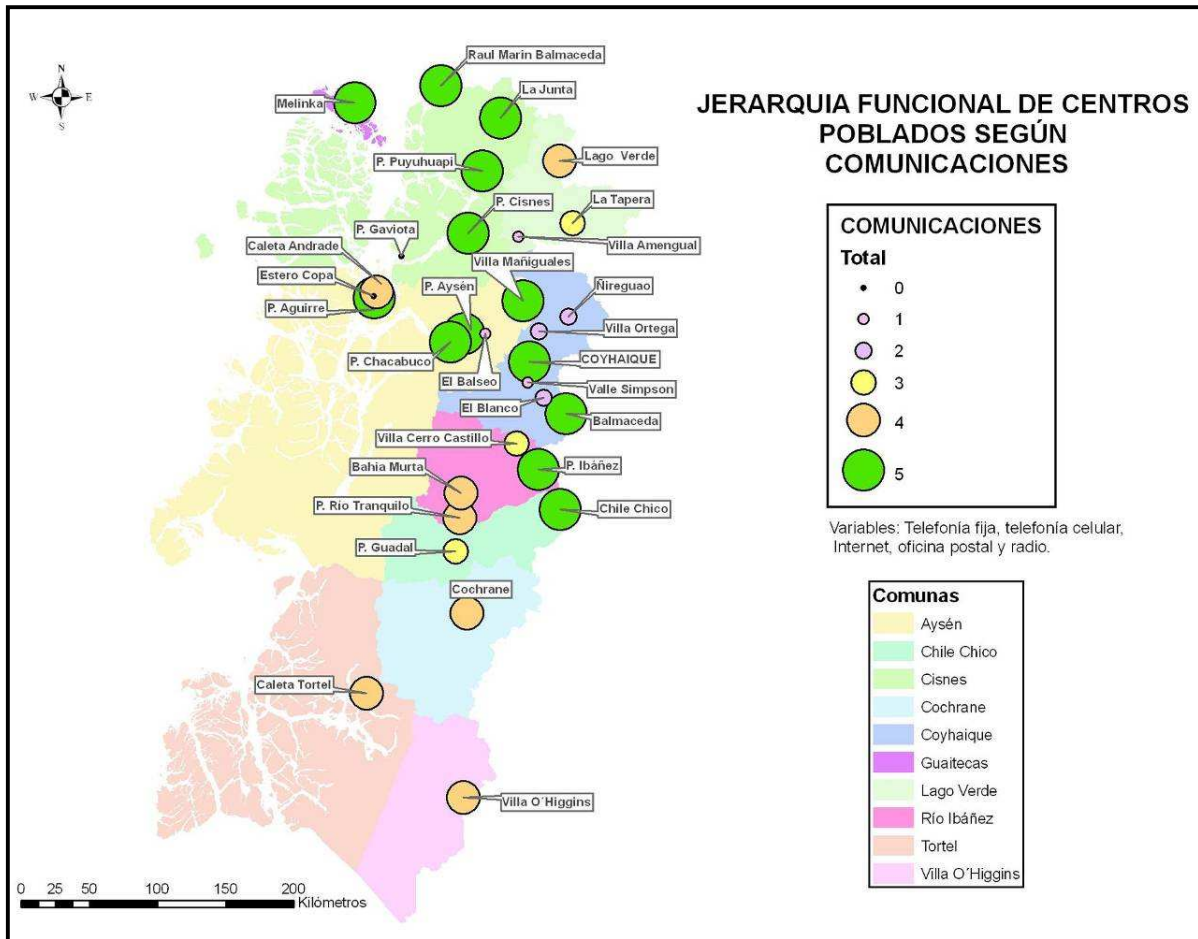 JERARQUIA FUNCIONAL DE CENTROS
POBLADOS SEGÚN
COMUNICACIONES
N
W E
S
Raul Marin Balmaceda
Melinka
La Junta
P. Puyuhuapi
Lago Verde
P. Cisnes
La Tapera
P. Gaviota
Caleta Andrade
Villa Amengual
Villa Mañiguales
Estero Copa
P. Aysén
Ñireguao
P. Aguirre
Villa Ortega
P. Chacabuco
COYHAIQUE
El Balseo
Valle Simpson
El Blanco
Balmaceda
Villa Cerro Castillo
Bahia Murta
P. Ibáñez
P. Río Tranquilo
Chile Chico
P. Guadal
Cochrane
Caleta Tortel
Villa O´Higgins
COMUNICACIONES
Total
0
1
2
3
4
5
Variables: Telefonía fija, telefonía celular,
Internet, oficina postal y radio.
Comunas
Aysén
Chile Chico
Cisnes
Cochrane
Coyhaique
Guaitecas
Lago Verde
Río Ibáñez
Tortel
Villa O´Higgins
0 25 50 100 150 200
Kilómetros